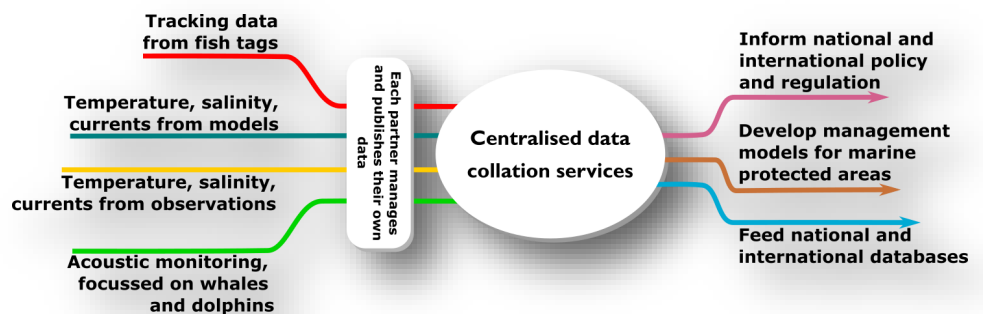 Tracking data
from fish tags
Temperature, salinity,
currents from models
Temperature, salinity,
currents from observations
Acoustic monitoring,
focussed on whales
and dolphins
Each partner manages
and publishes their own
data
Centralised data
collation services
Inform national and
international policy
and regulation
Develop management
models for marine
protected areas
Feed national and
international databases